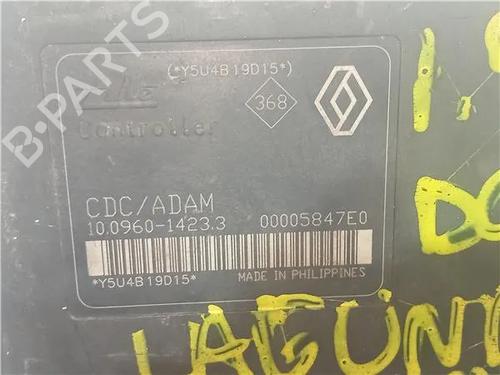 (*Y5U4B19D15*)
368
Controller
CDC/ADAM
10.0960-1423.3 00005847E0
*Y5U4B19D15*
MADE IN PHILIPPINES
B-PARTS